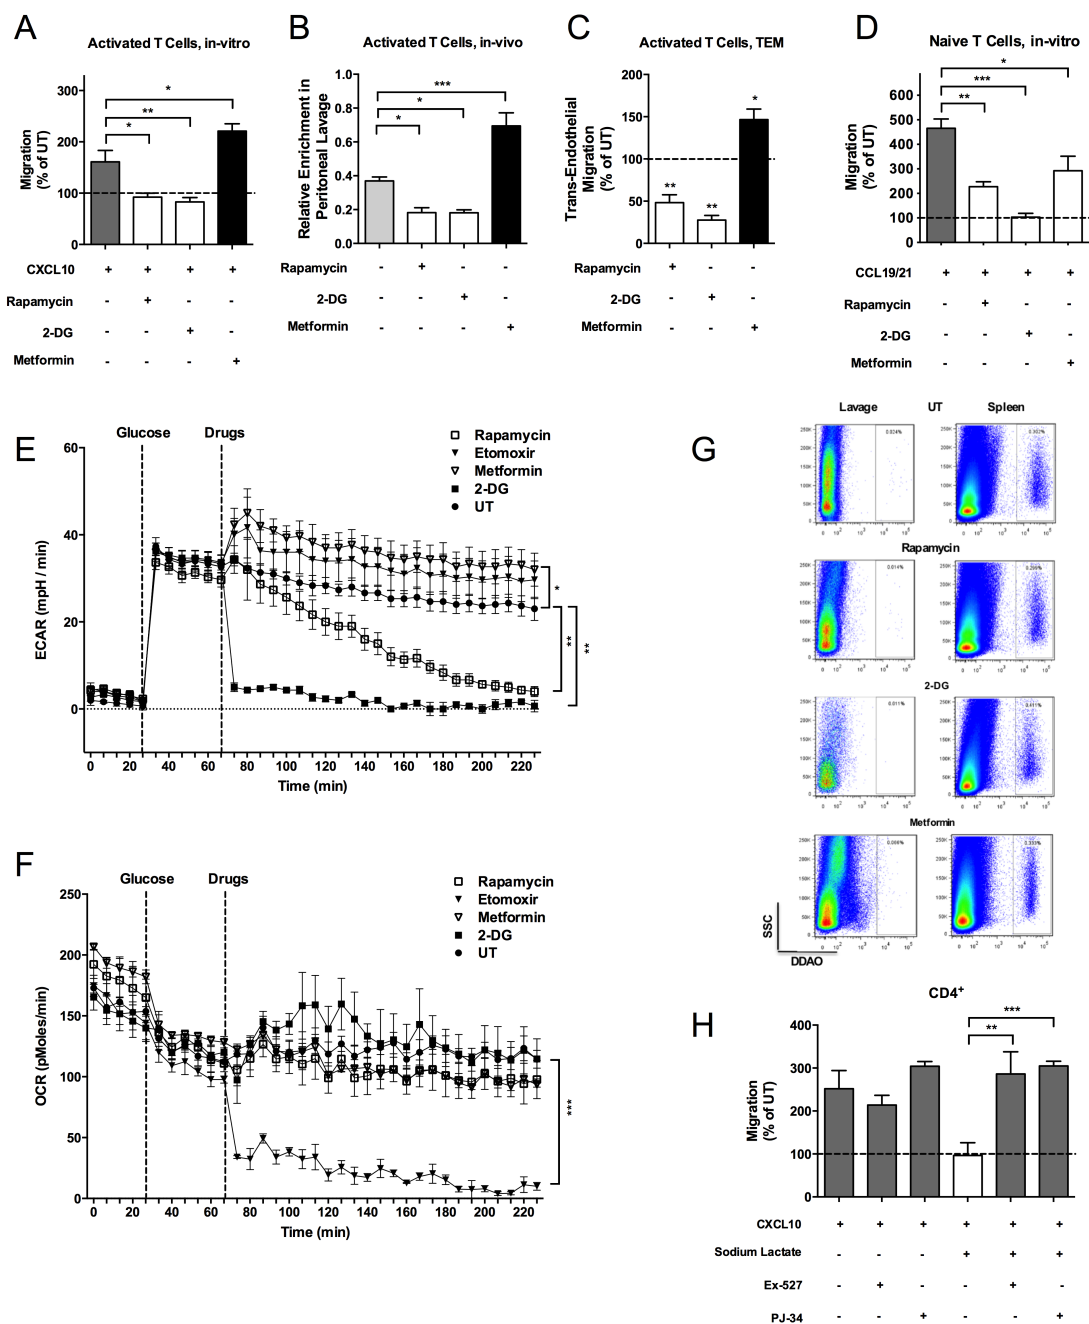 A
Activated T Cells, in-vitro
Migration
(% of UT)
300
200
100
0
*
**
*
CXCL10 + + + +
Rapamycin - + - -
2-DG - - + -
Metformin - - - +
B
Activated T Cells, in-vivo
Relative Enrichment in
Peritoneal Lavage
1.0
0.8
0.6
0.4
0.2
0.0
***
*
*
Rapamycin - + - -
2-DG - - + -
Metformin - - - +
C
Activated T Cells, TEM
Trans-Endothelial
Migration
(% of UT)
200
150
100
50
0
** ** *
Rapamycin + - -
2-DG - + -
Metformin - - +
D
Naive T Cells, in-vitro
Migration
(% of UT)
600
500
400
300
200
100
0
*
***
**
CCL19/21 + + + +
Rapamycin - + - -
2-DG - - + -
Metformin - - - +
E
Glucose Drugs
ECAR (mpH / min)
60
40
20
0
Rapamycin
Etomoxir
Metformin
2-DG
UT
*
**
**
0 20 40 60 80 100 120 140 160 180 200 220
Time (min)
F
Glucose Drugs
OCR (pMoles/min)
250
200
150
100
50
0
Rapamycin
Etomoxir
Metformin
2-DG
UT
***
0 20 40 60 80 100 120 140 160 180 200 220
Time (min)
G
Lavage UT Spleen
0.024%
Rapamycin
0.014%
2-DG
0.011%
Metformin
SSC
DDAO
H
CD4+
Migration
(% of UT)
400
300
200
100
0
***
**
CXCL10 + + + + + +
Sodium Lactate - - - + + +
Ex-527 - + - - + -
PJ-34 - - + - - +